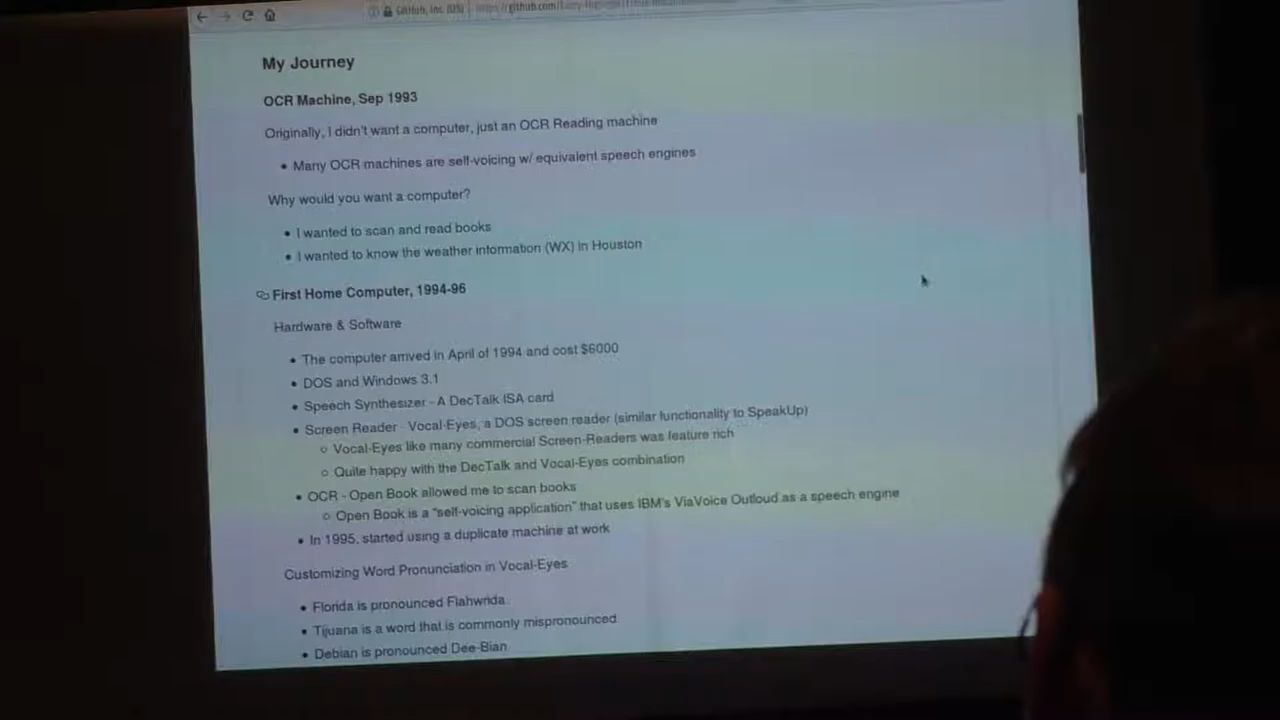 GitHub, Inc. (US) https://github.com/
My Journey
OCR Machine, Sep 1993
Originally, I didn't want a computer, just an OCR Reading machine
• Many OCR machines are self-voicing w/ equivalent speech engines
Why would you want a computer?
• I wanted to scan and read books
• I wanted to know the weather information (WX) in Houston
First Home Computer, 1994-96
Hardware & Software
• The computer arrived in April of 1994 and cost $6000
• DOS and Windows 3.1
• Speech Synthesizer - A DecTalk ISA card
• Screen Reader - Vocal-Eyes, a DOS screen reader (similar functionality to SpeakUp)
○ Vocal-Eyes like many commercial Screen-Readers was feature rich
○ Quite happy with the DecTalk and Vocal-Eyes combination
• OCR - Open Book allowed me to scan books
○ Open Book is a "self-voicing application" that uses IBM's ViaVoice Outloud as a speech engine
• In 1995, started using a duplicate machine at work
Customizing Word Pronunciation in Vocal-Eyes
• Florida is pronounced Flahwrida
• Tijuana is a word that is commonly mispronounced
• Debian is pronounced Dee-Bian